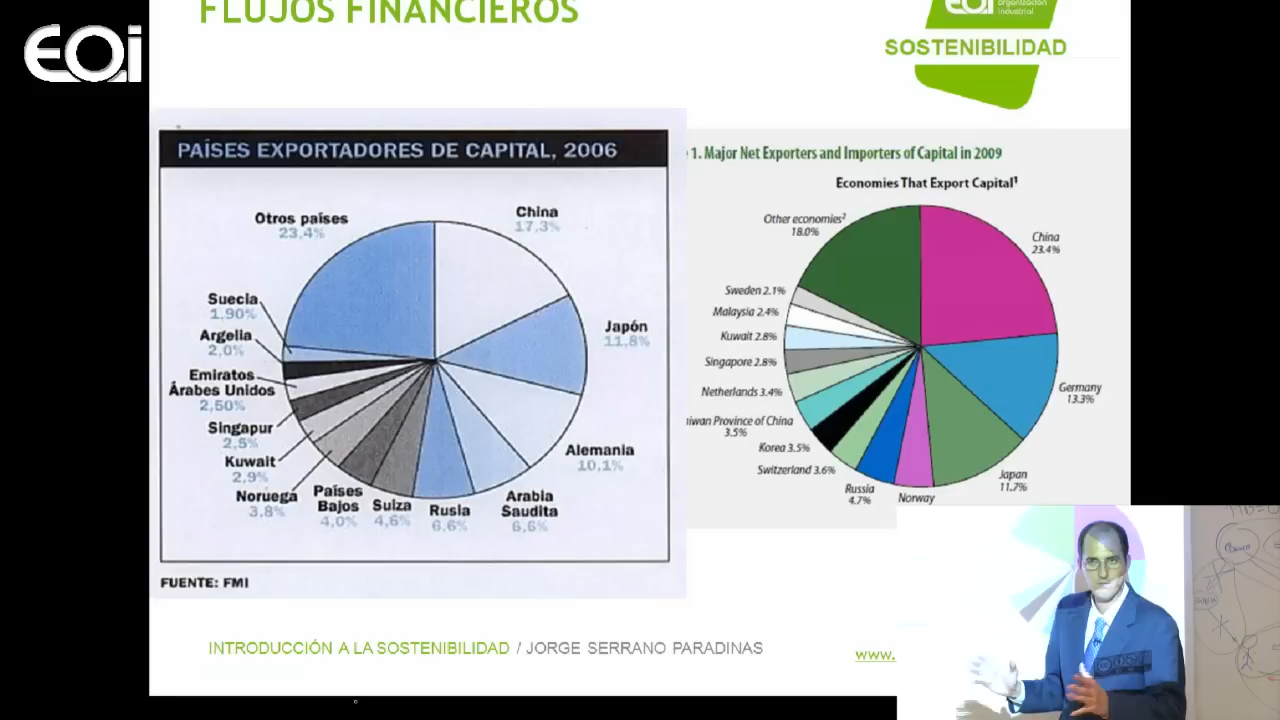 FLUJOS FINANCIEROS
EOi
EOi organización
industrial
SOSTENIBILIDAD
PAÍSES EXPORTADORES DE CAPITAL, 2006
China
17,3%
Japón
11,8%
Alemania
10,1%
Arabia
Saudita
6,6%
Rusia
6,6%
Suiza
4,6%
Países
Bajos
4,0%
Noruega
3,8%
Kuwait
2,9%
Singapur
2,5%
Emiratos
Árabes Unidos
2,50%
Argelia
2,0%
Suecia
1,90%
Otros países
23,4%
FUENTE: FMI
1. Major Net Exporters and Importers of Capital in 2009
Economies That Export Capital¹
China
23.4%
Germany
13.3%
Japan
11.7%
Norway
Russia
4.7%
Switzerland 3.6%
Korea 3.5%
Province of China
3.5%
Netherlands 3.4%
Singapore 2.8%
Kuwait 2.8%
Malaysia 2.4%
Sweden 2.1%
Other economies²
18.0%
INTRODUCCIÓN A LA SOSTENIBILIDAD / JORGE SERRANO PARADINAS
www.